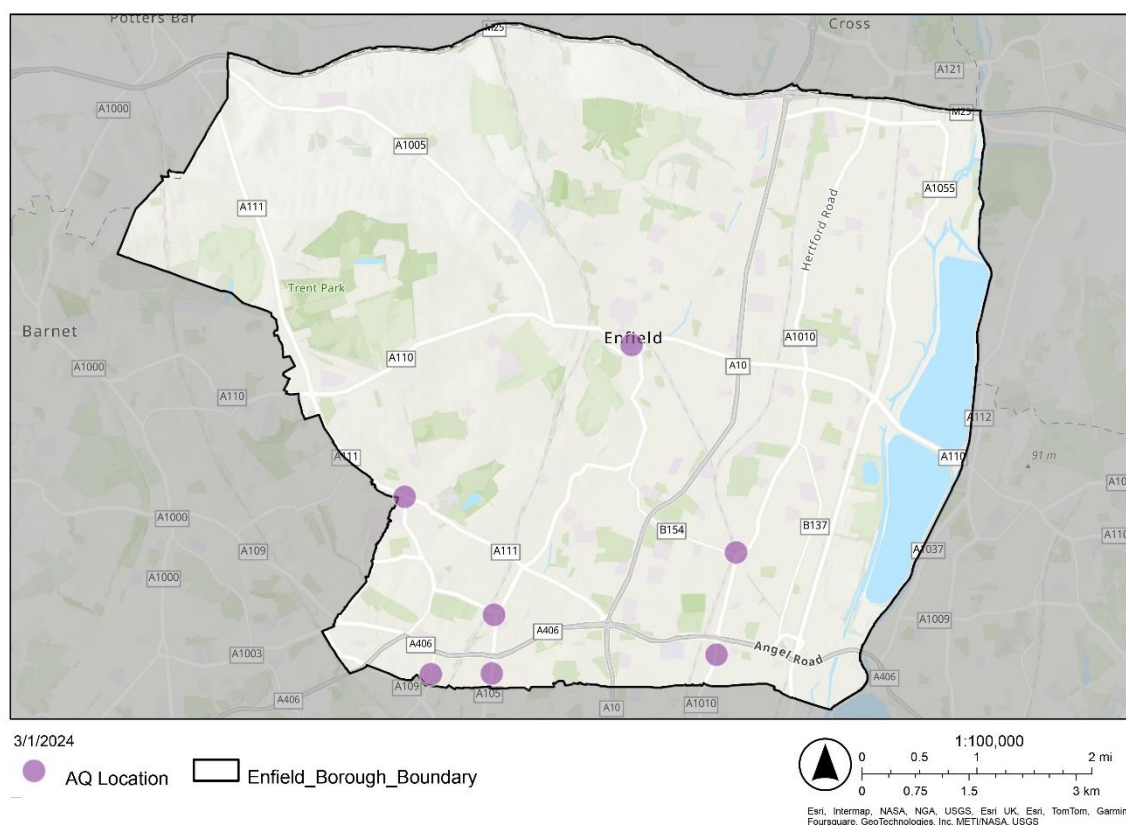 Potters Bar
M25
Cross
A121
A1000
M25
A1005
A1055
A111
Hertford Road
Trent Park
Barnet
Enfield
A1010
A110
A1000
A10
A110
A112
A111
A110
91 m
A1000
B154
B137
A109
A111
A1037
A110
A1000
A1009
A406
A406
Angel Road
A1003
A109
A105
A406
A406
A10
A1010
3/1/2024
AQ Location
Enfield_Borough_Boundary
1:100,000
0 0.5 1 2 mi
0 0.75 1.5 3 km
Esri, Intermap, NASA, NGA, USGS, Esri UK, Esri, TomTom, Garmin
Foursquare, GeoTechnologies, Inc, METI/NASA, USGS